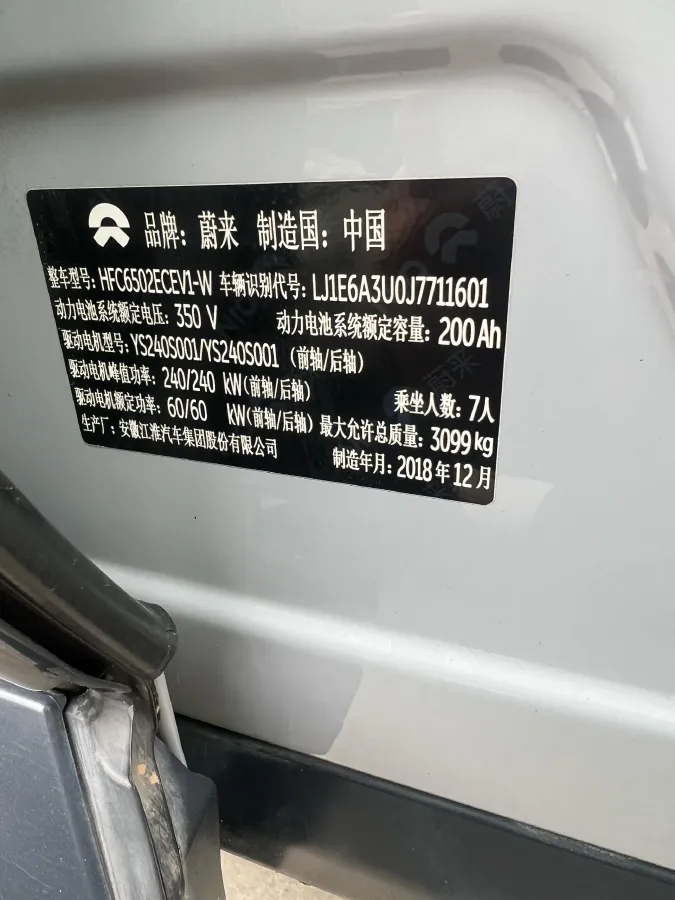 品牌：蔚来 制造国：中国
整车型号：HFC6502ECEV1-W 车辆识别代号：LJ1E6A3U0J7711601
动力电池系统额定电压：350 V 动力电池系统额定容量：200Ah
驱动电机型号：YS240S001/YS240S001（前轴/后轴）
驱动电机峰值功率：240/240 kW（前轴/后轴） 乘坐人数：7人
驱动电机额定功率：60/60 kW（前轴/后轴） 最大允许总质量：3099kg
生产厂：安徽江淮汽车集团股份有限公司 制造年月：2018年12月